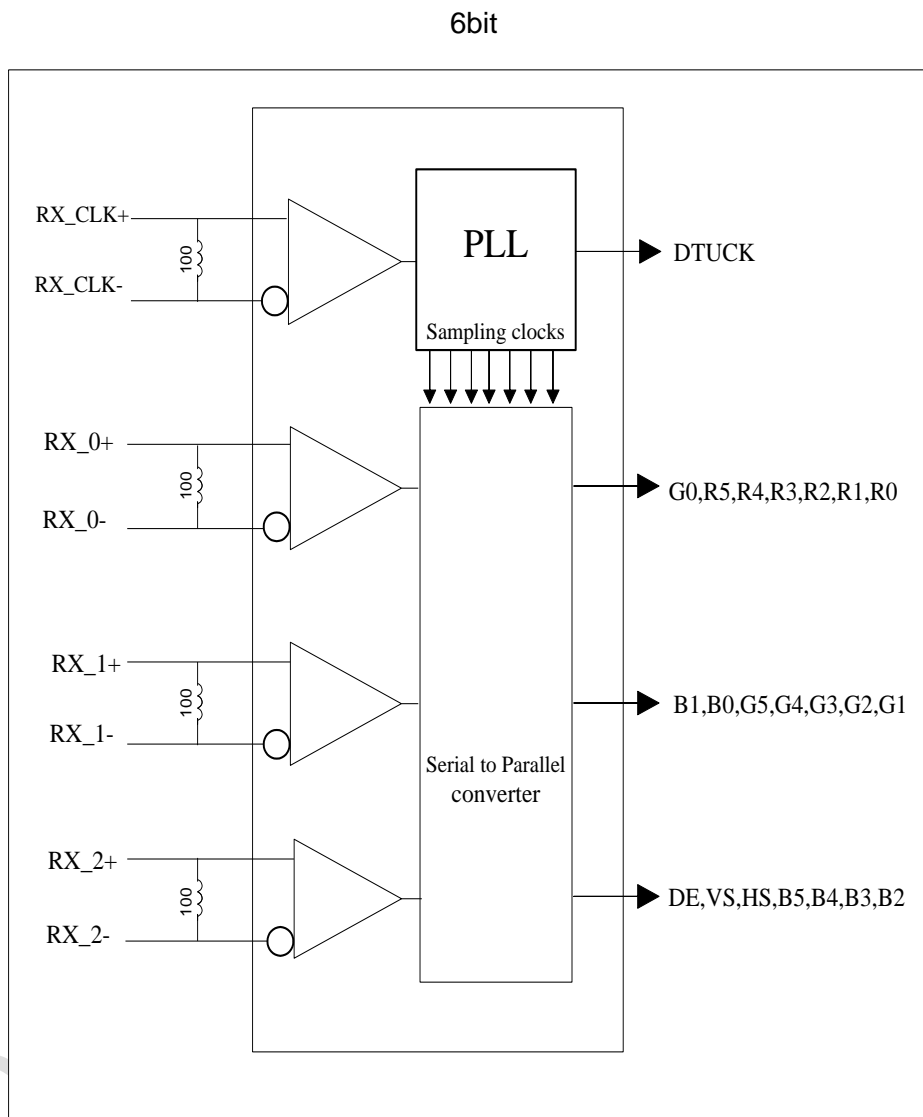 6bit
RX_CLK+
100
RX_CLK-
PLL
Sampling clocks
DTUCK
RX_0+
100
RX_0-
G0,R5,R4,R3,R2,R1,R0
RX_1+
100
RX_1-
B1,B0,G5,G4,G3,G2,G1
Serial to Parallel
converter
RX_2+
100
RX_2-
DE,VS,HS,B5,B4,B3,B2